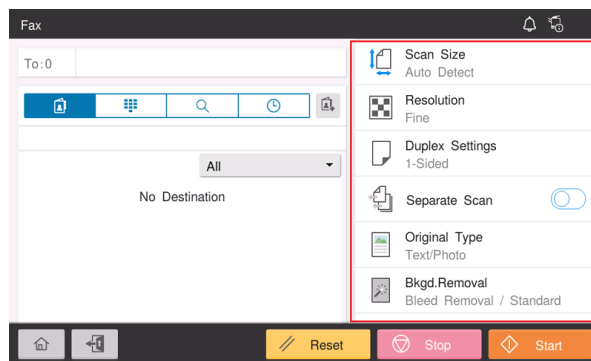 Fax
To:0
All
No Destination
Scan Size
Auto Detect
Resolution
Fine
Duplex Settings
1-Sided
Separate Scan
Original Type
Text/Photo
Bkgd.Removal
Bleed Removal / Standard
Reset
Stop
Start